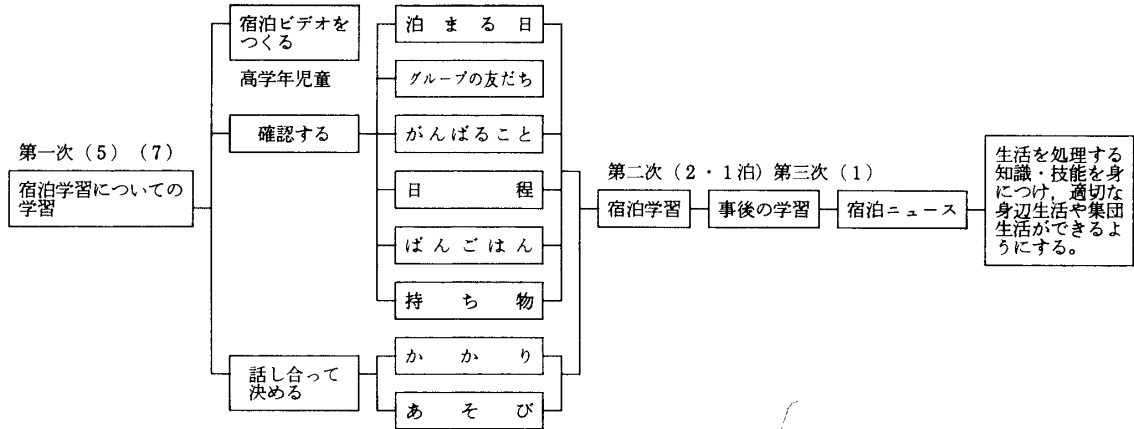 第一次（5）（7）
宿泊学習についての
学習
宿泊ビデオを
つくる
高学年児童
確認する
話し合って
決める
泊まる日
グループの友だち
がんばること
日程
ばんごはん
持ち物
かかり
あそび
第二次（2・1泊）第三次（1）
宿泊学習
事後の学習
宿泊ニュース
生活を処理する
知識・技能を身
につけ，適切な
身辺生活や集団
生活ができるよ
うにする。